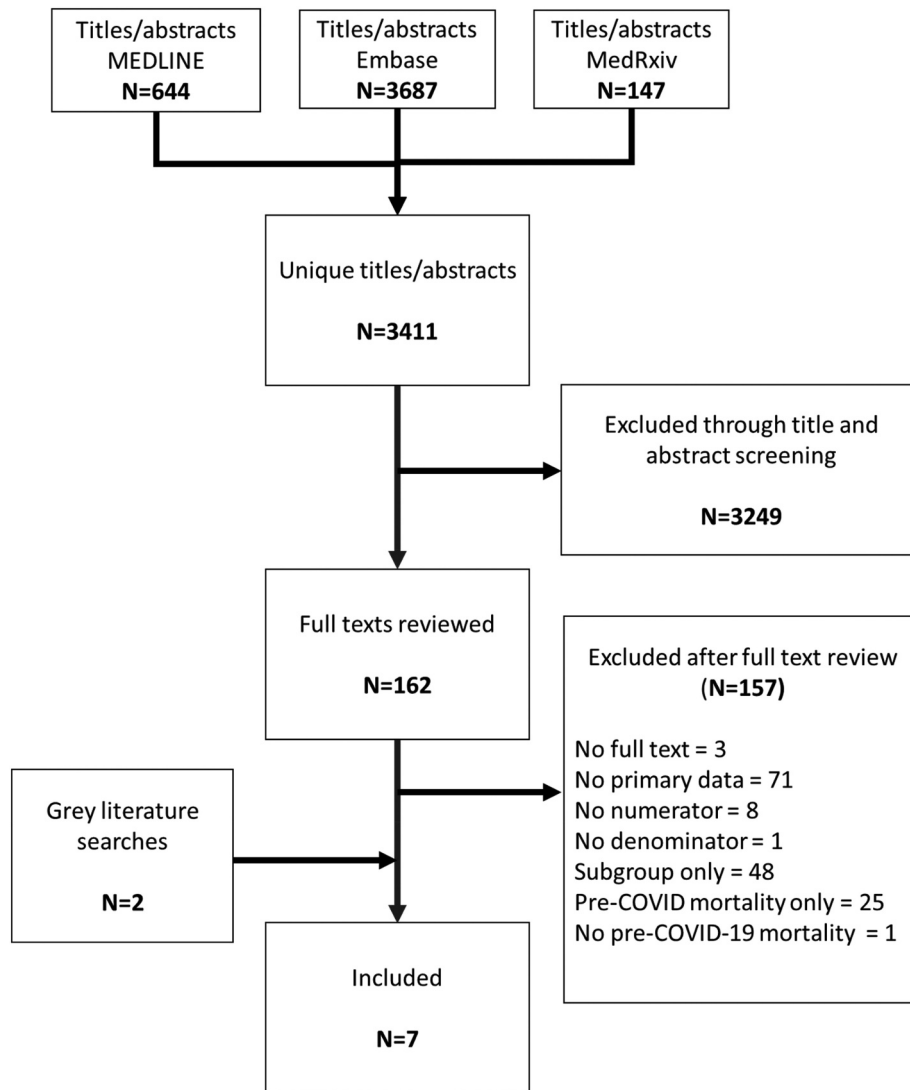 Titles/abstracts
MEDLINE
N=644
Titles/abstracts
Embase
N=3687
Titles/abstracts
MedRxiv
N=147
Unique titles/abstracts
N=3411
Excluded through title and
abstract screening
N=3249
Full texts reviewed
N=162
Excluded after full text review
(N=157)
No full text = 3
No primary data = 71
No numerator = 8
No denominator = 1
Subgroup only = 48
Pre-COVID mortality only = 25
No pre-COVID-19 mortality  = 1
Grey literature
searches
N=2
Included
N=7